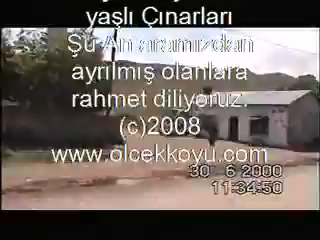 yaşlı Çınarları
Şu An aramızdan
ayrılmış olanlara
rahmet diliyoruz.
(c)2008
www.olcekkoyu.com
30 6 2000
11:34:50